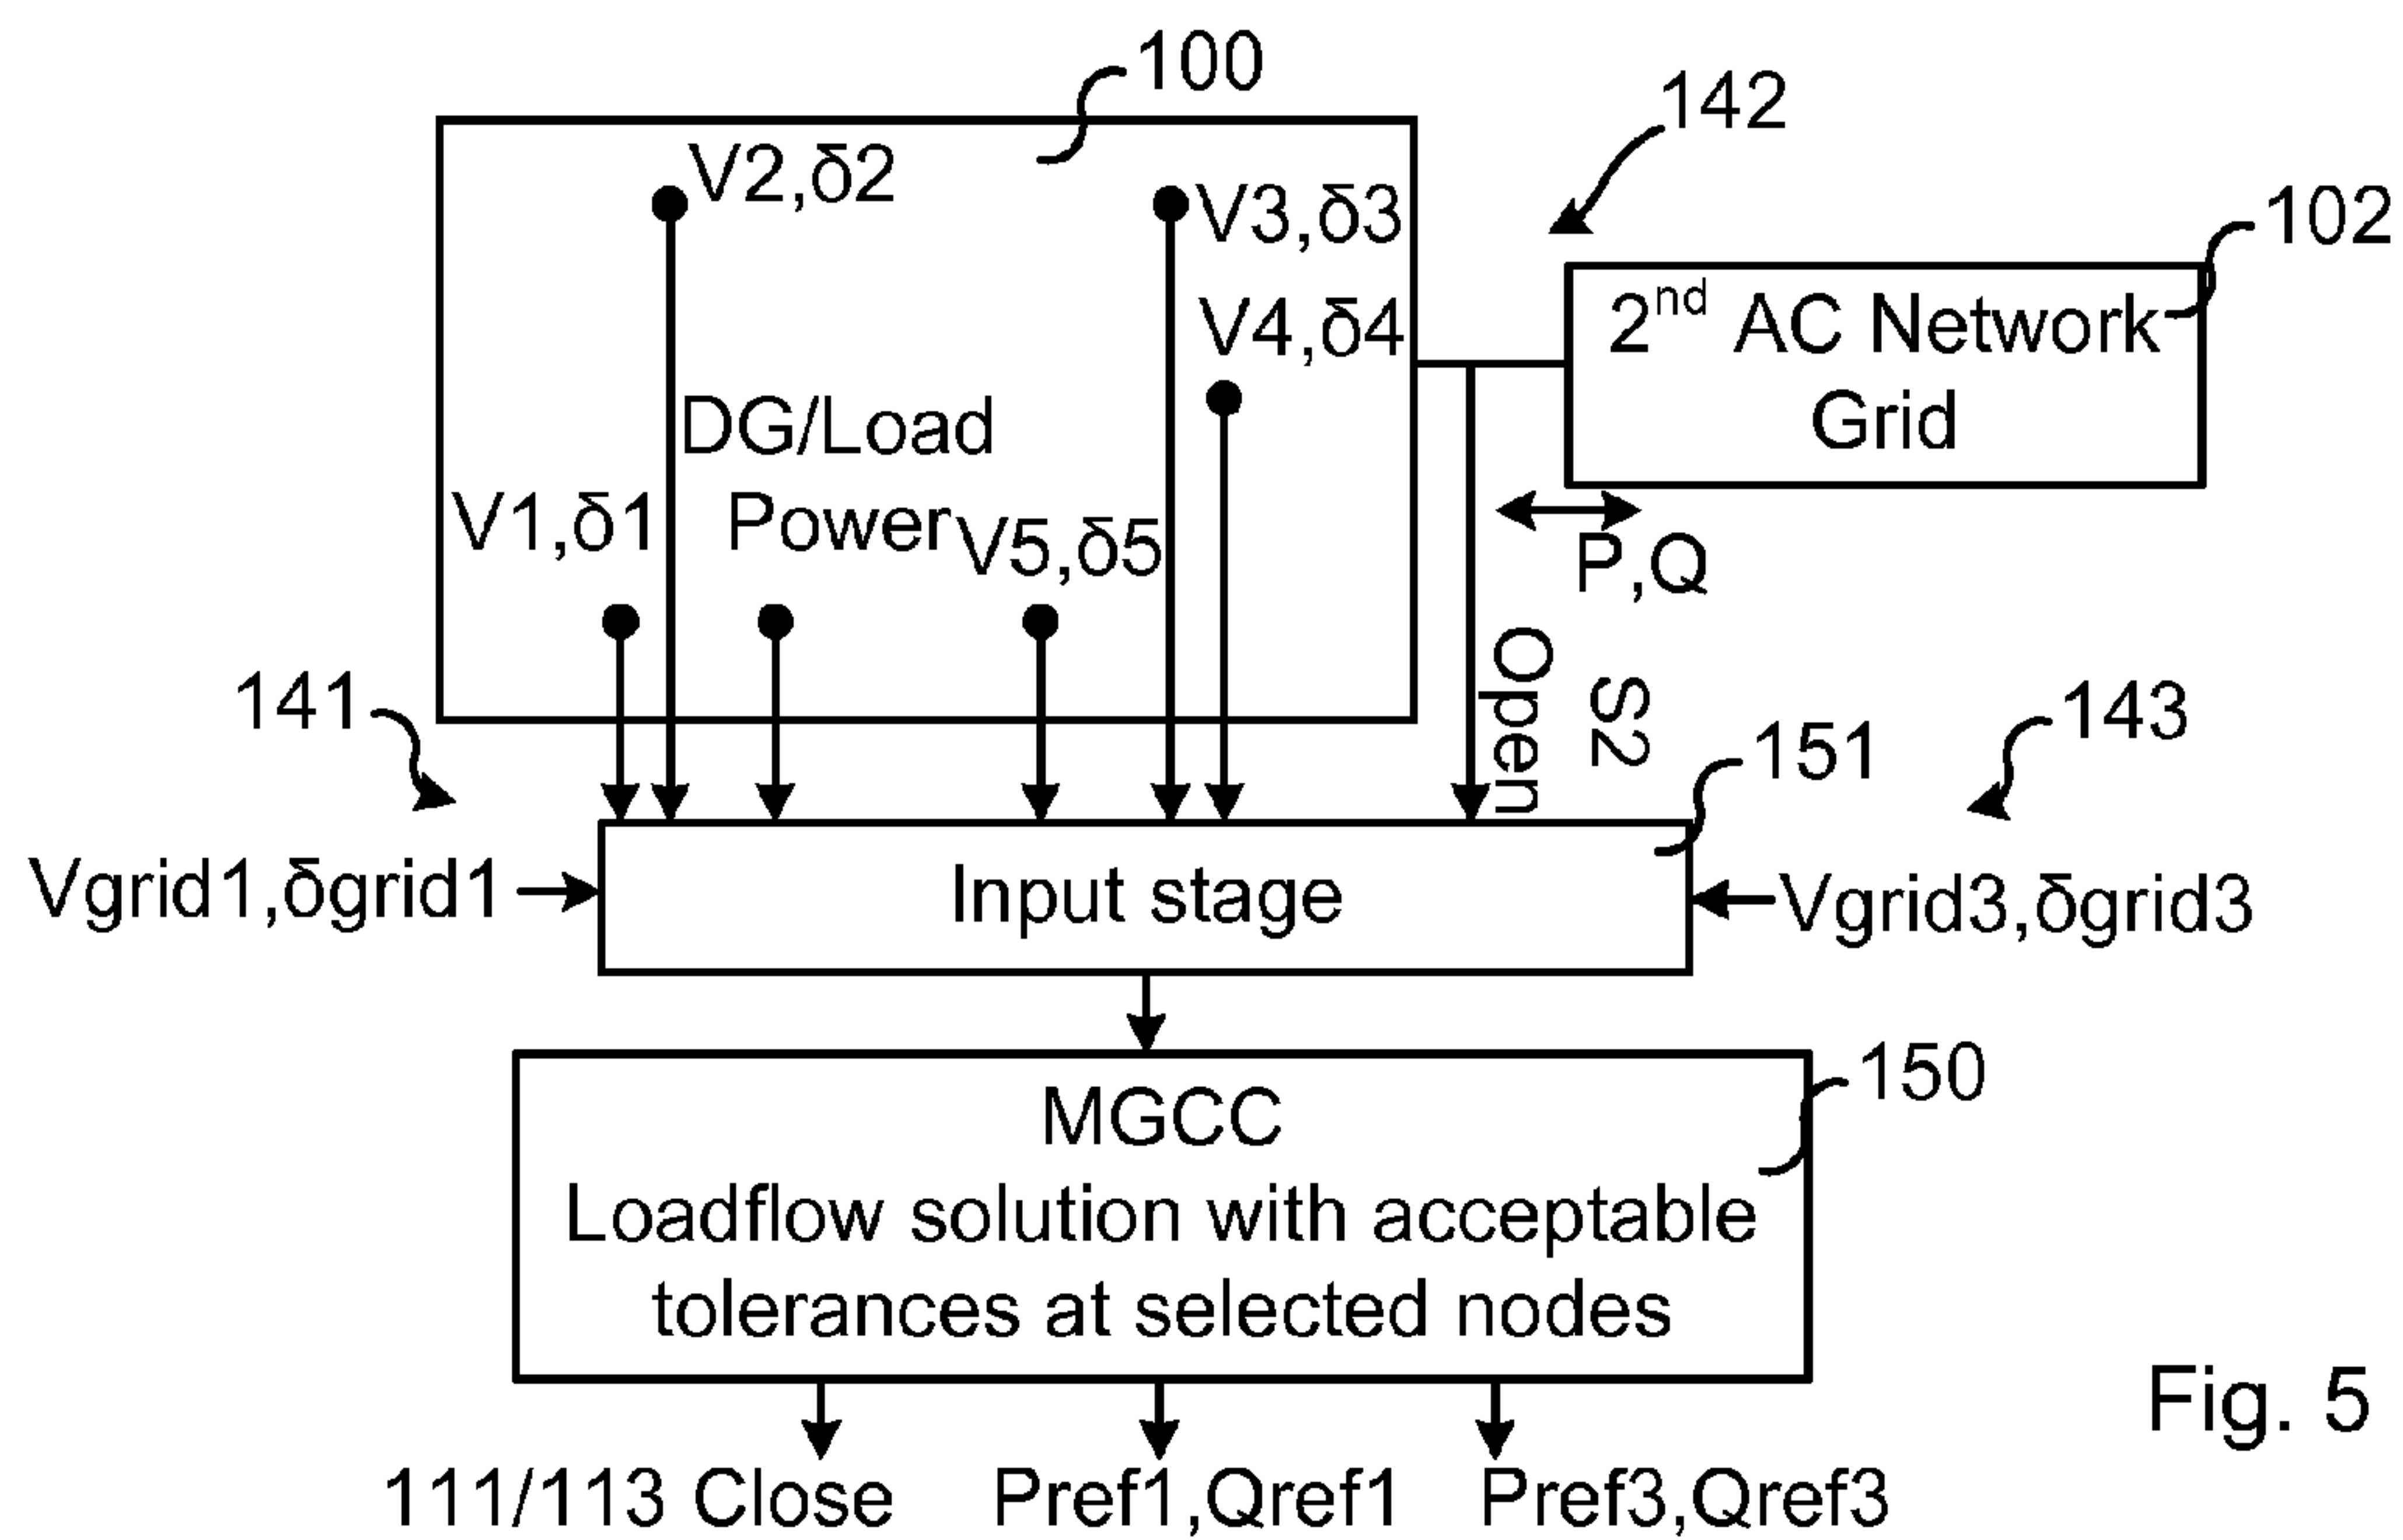 100
142
102
V2,δ2
V3,δ3
V4,δ4
2nd AC Network
Grid
DG/Load
Power
V1,δ1
V5,δ5
P,Q
Open
S2
141
151
143
Vgrid1,δgrid1
Input stage
Vgrid3,δgrid3
150
MGCC
Loadflow solution with acceptable
tolerances at selected nodes
111/113 Close
Pref1,Qref1
Pref3,Qref3
Fig. 5